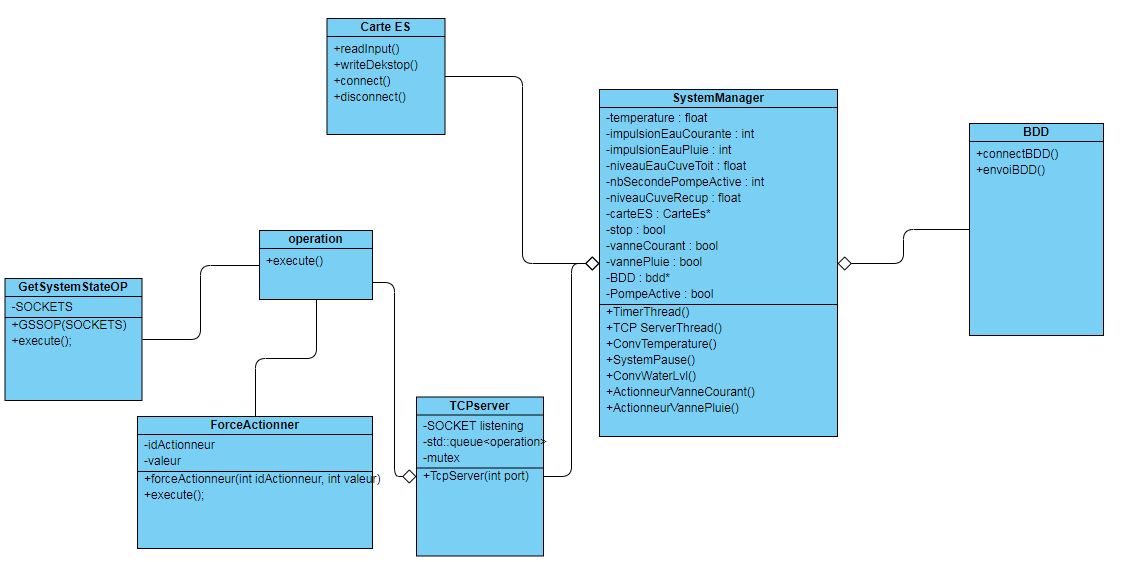 Carte ES
+readInput()
+writeDekstop()
+connect()
+disconnect()
SystemManager
-temperature : float
-impulsionEauCourante : int
-impulsionEauPluie : int
-niveauEauCuveToit : float
-nbSecondePompeActive : int
-niveauCuveRecup : float
-carteES : CarteEs*
-stop : bool
-vanneCourant : bool
-vannePluie : bool
-BDD : bdd*
-PompeActive : bool
+TimerThread()
+TCP ServerThread()
+ConvTemperature()
+SystemPause()
+ConvWaterLvl()
+ActionneurVanneCourant()
+ActionneurVannePluie()
BDD
+connectBDD()
+envoiBDD()
operation
+execute()
GetSystemStateOP
-SOCKETS
+GSSOP(SOCKETS)
+execute();
ForceActionner
-idActionneur
-valeur
+forceActionneur(int idActionneur, int valeur)
+execute();
TCPserver
-SOCKET listening
-std::queue<operation>
-mutex
+TcpServer(int port)